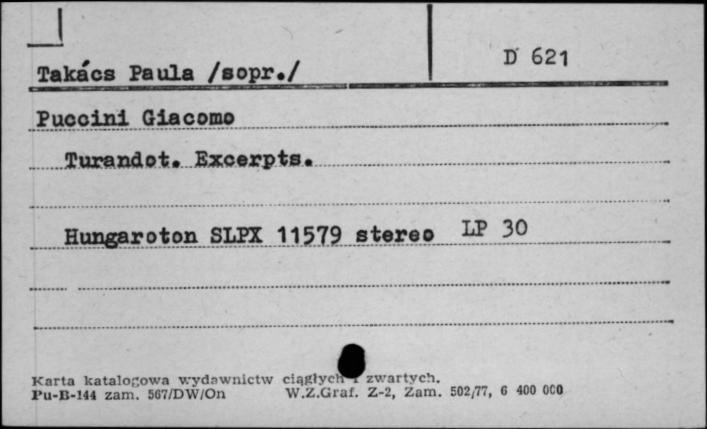 D 621
Takács Paula /sopr./
Puccini Giacomo
Turandot. Excerpts.
Hungaroton SLPX 11579 stereo LP 30
Karta katalogowa wydawnictw ciągłych i zwartych.
Pu-B-144 zam. 567/DW/On W.Z.Graf. Z-2, Zam. 502/77, 6 400 000